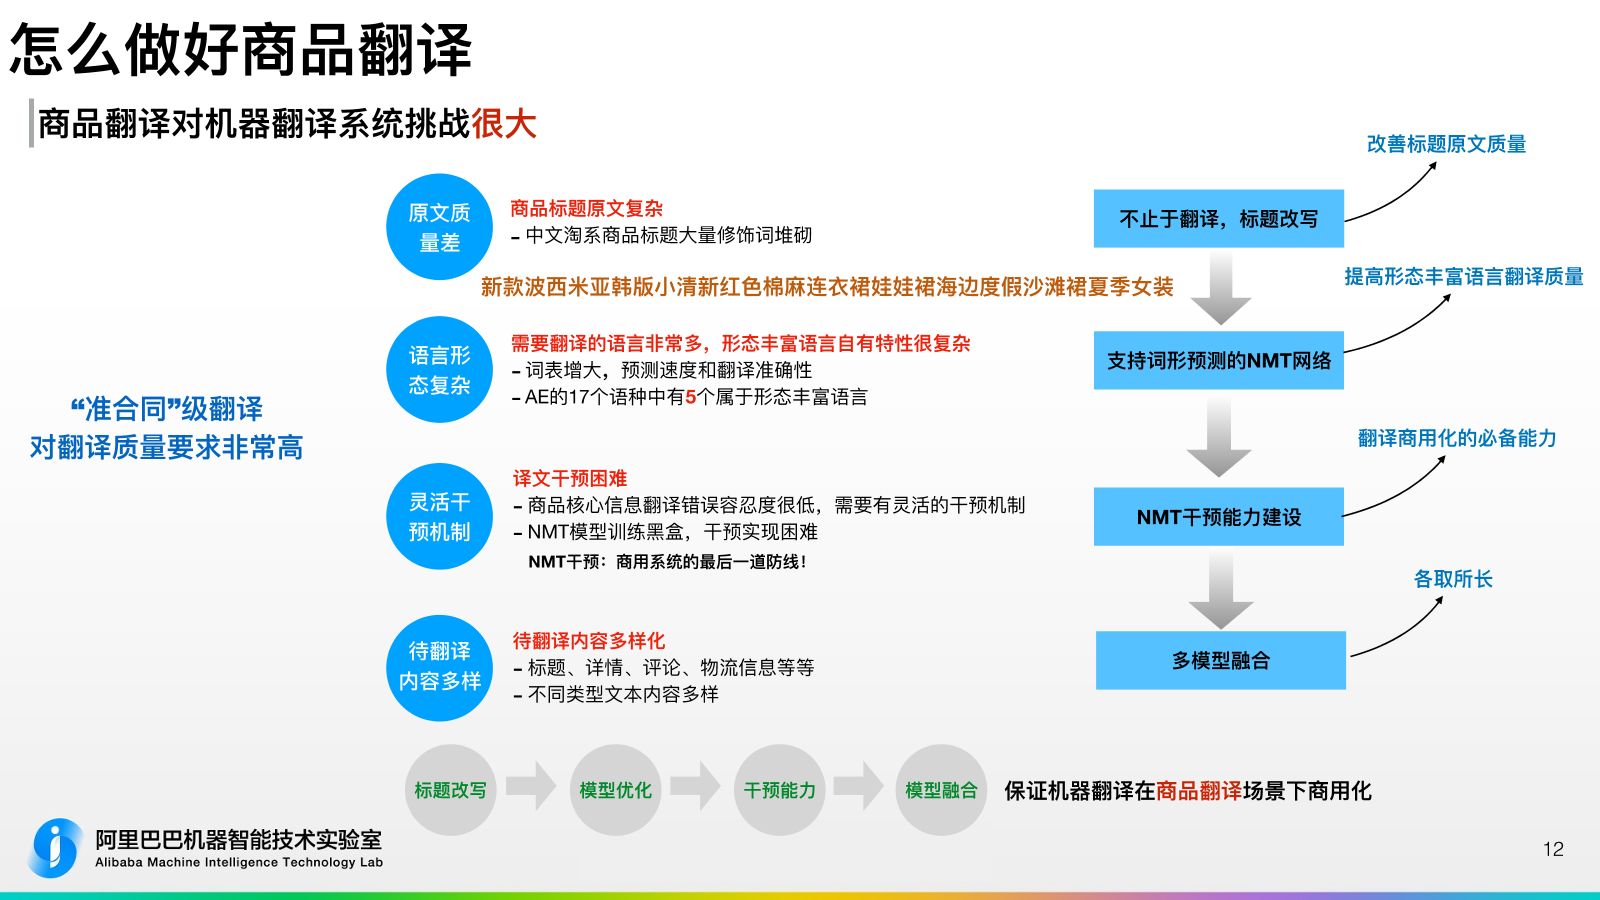 怎么做好商品翻译
商品翻译对机器翻译系统挑战很大
“准合同”级翻译
对翻译质量要求非常高
原文质
量差
商品标题原文复杂
– 中文淘系商品标题大量修饰词堆砌
新款波西米亚韩版小清新红色棉麻连衣裙娃娃裙海边度假沙滩裙夏季女装
语言形
态复杂
需要翻译的语言非常多，形态丰富语言自有特性很复杂
– 词表增大，预测速度和翻译准确性
– AE的17个语种中有5个属于形态丰富语言
灵活干
预机制
译文干预困难
– 商品核心信息翻译错误容忍度很低，需要有灵活的干预机制
– NMT模型训练黑盒，干预实现困难
NMT干预：商用系统的最后一道防线！
待翻译
内容多样
待翻译内容多样化
– 标题、详情、评论、物流信息等等
– 不同类型文本内容多样
改善标题原文质量
不止于翻译，标题改写
提高形态丰富语言翻译质量
支持词形预测的NMT网络
翻译商用化的必备能力
NMT干预能力建设
各取所长
多模型融合
标题改写
模型优化
干预能力
模型融合
保证机器翻译在商品翻译场景下商用化
阿里巴巴机器智能技术实验室
Alibaba Machine Intelligence Technology Lab
12